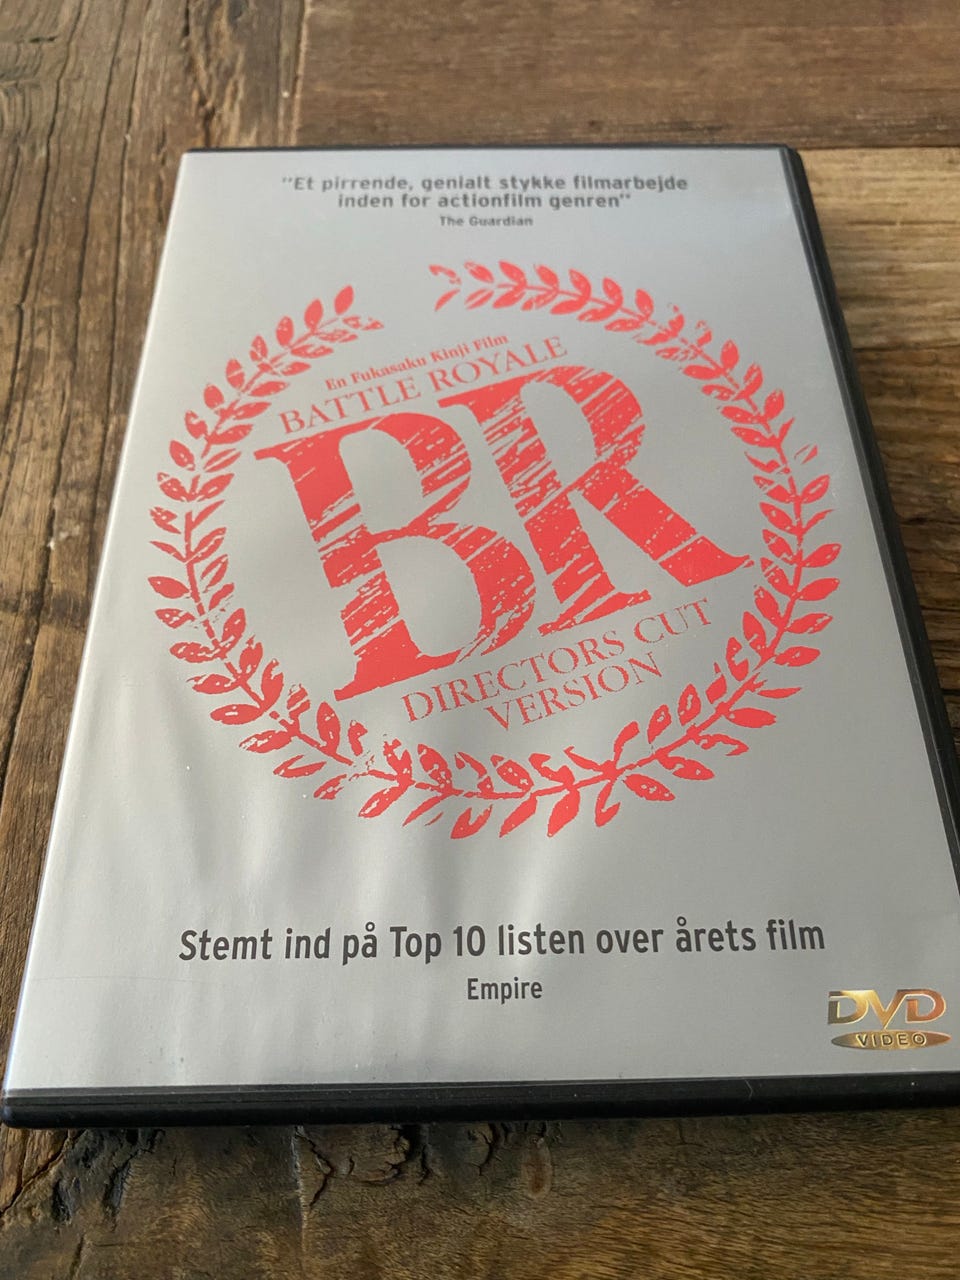 "Et pirrende, genialt stykke filmarbejde
inden for actionfilm genren"
The Guardian
En Fukasaku Kinji Film
BATTLE ROYALE
BR
DIRECTORS CUT
VERSION
Stemt ind på Top 10 listen over årets film
Empire
DVD
VIDEO